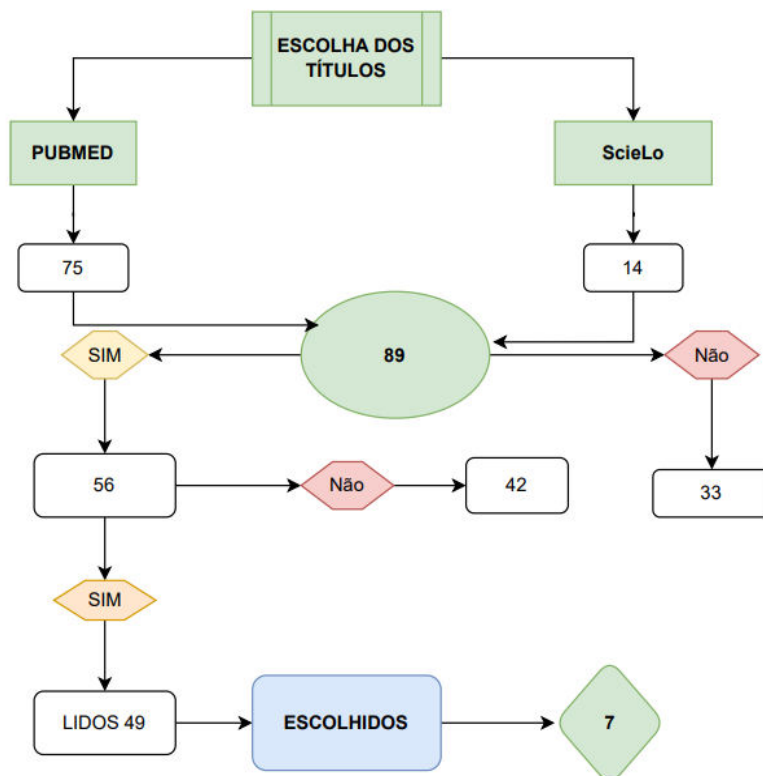 ESCOLHA DOS
TÍTULOS
PUBMED
ScieLo
75
14
89
SIM
Não
56
Não
42
33
SIM
LIDOS 49
ESCOLHIDOS
7